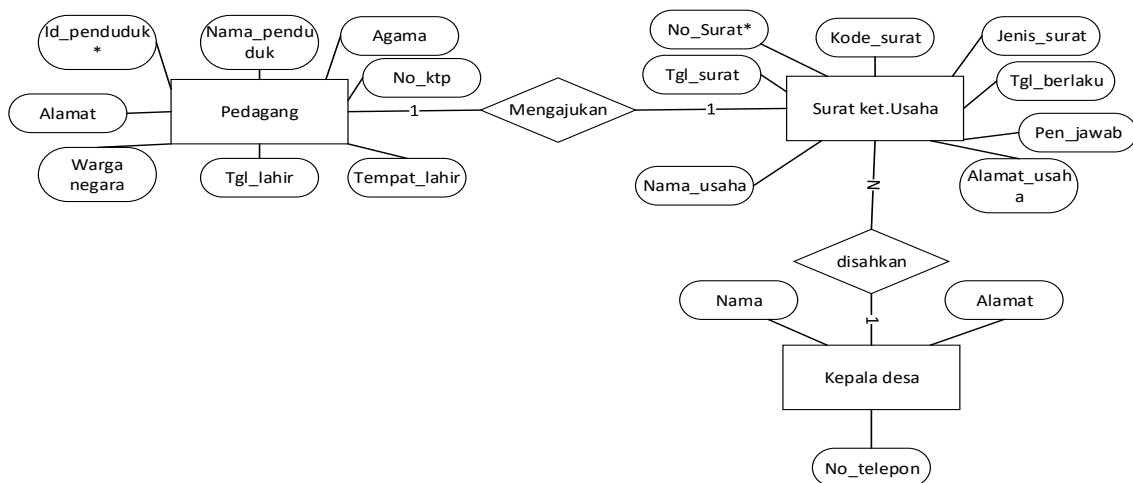 Id_penduduk
*
Nama_pendu
duk
Agama
No_ktp
Alamat
Pedagang
Warga
negara
Tgl_lahir
Tempat_lahir
1
Mengajukan
1
No_Surat*
Kode_surat
Jenis_surat
Tgl_surat
Tgl_berlaku
Surat ket.Usaha
Pen_jawab
Nama_usaha
Alamat_usah
a
N
disahkan
1
Nama
Alamat
Kepala desa
No_telepon